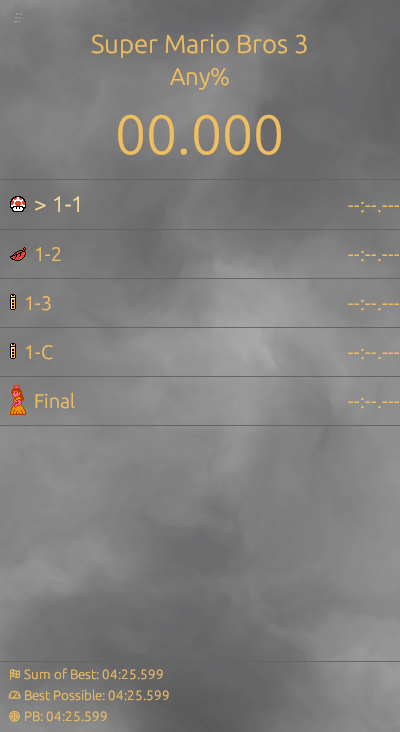 Super Mario Bros 3
Any%
00.000
> 1-1 --:--.---
1-2 --:--.---
1-3 --:--.---
1-C --:--.---
Final --:--.---
Sum of Best: 04:25.599
Best Possible: 04:25.599
PB: 04:25.599